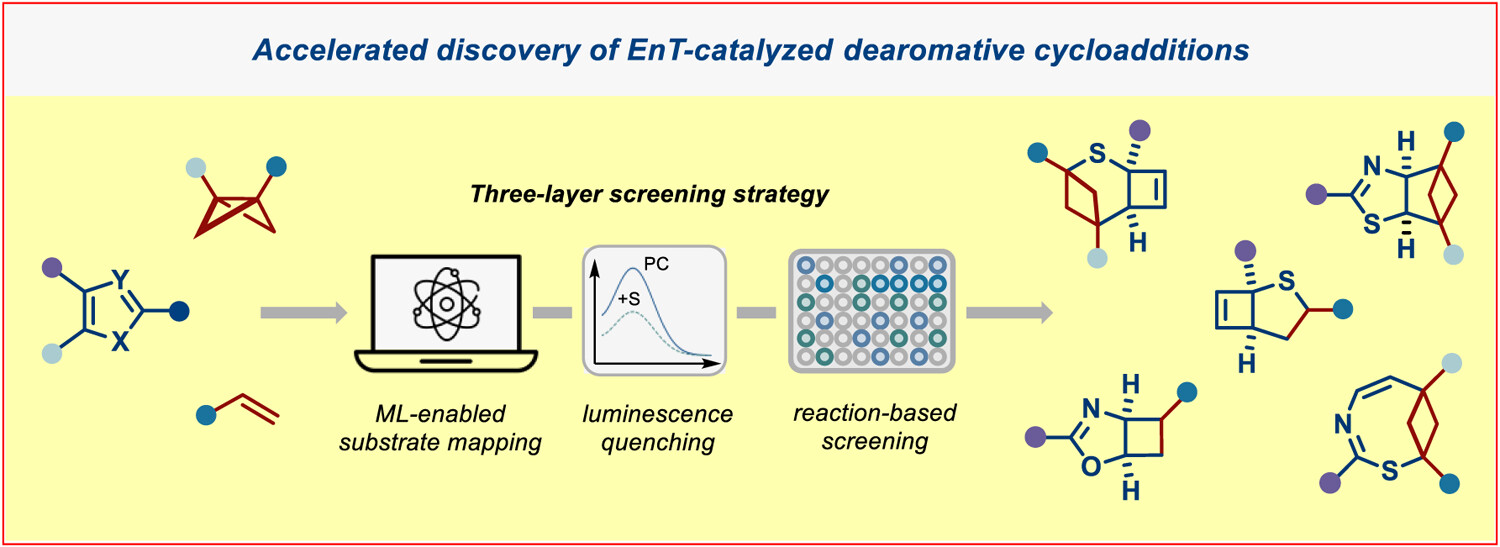 Accelerated discovery of EnT-catalyzed dearomative cycloadditions
Three-layer screening strategy
Y
X
PC
+S
ML-enabled
substrate mapping
luminescence
quenching
reaction-based
screening
S
H
N
S
H
H
S
H
N
O
H
H
N
S